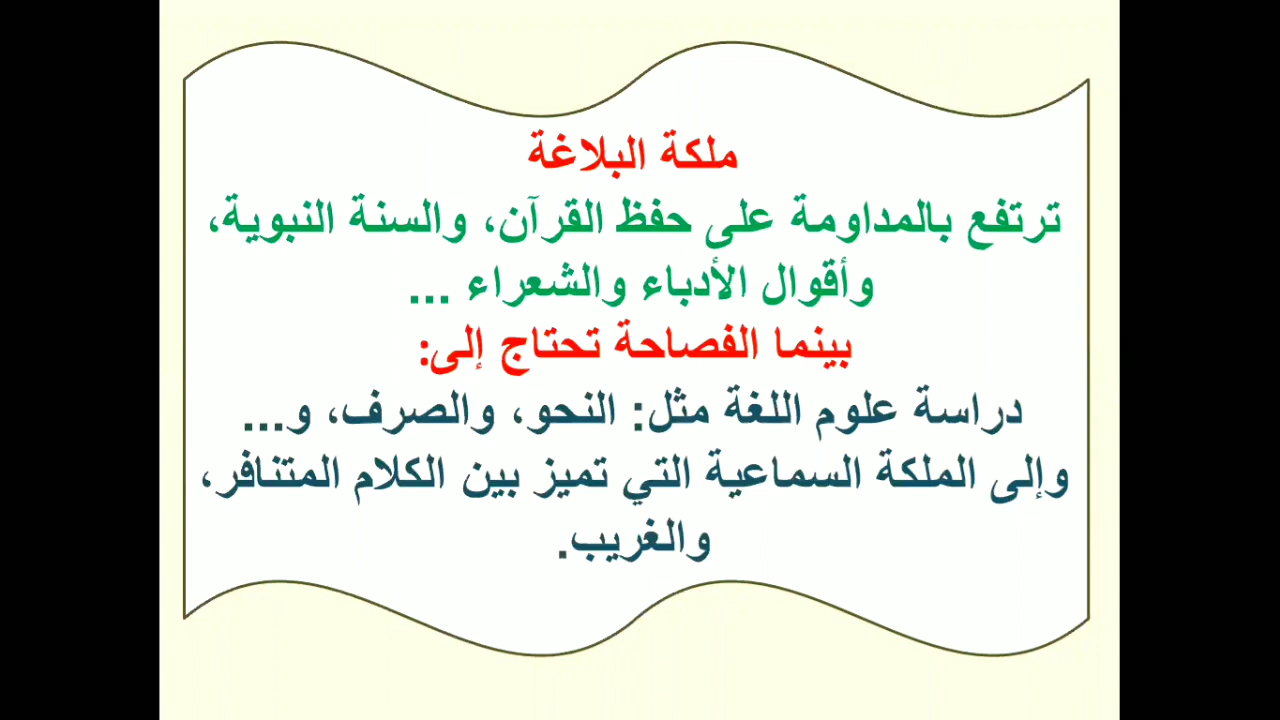 ملكة البلاغة
ترتفع بالمداومة على حفظ القرآن، والسنة النبوية،
وأقوال الأدباء والشعراء ...
بينما الفصاحة تحتاج إلى:
دراسة علوم اللغة مثل: النحو، والصرف، و...
وإلى الملكة السماعية التي تميز بين الكلام المتنافر،
والغريب.